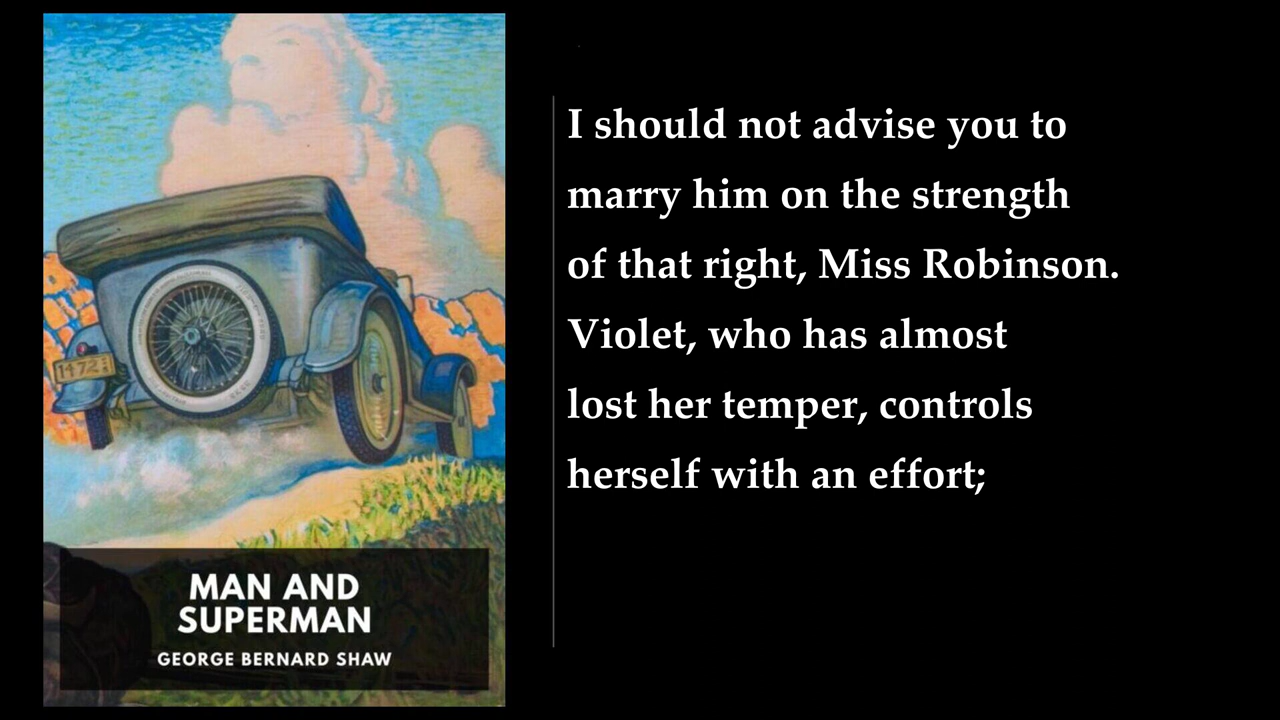 I should not advise you to
marry him on the strength
of that right, Miss Robinson.
Violet, who has almost
lost her temper, controls
herself with an effort;
1472
MAN AND
SUPERMAN
GEORGE BERNARD SHAW